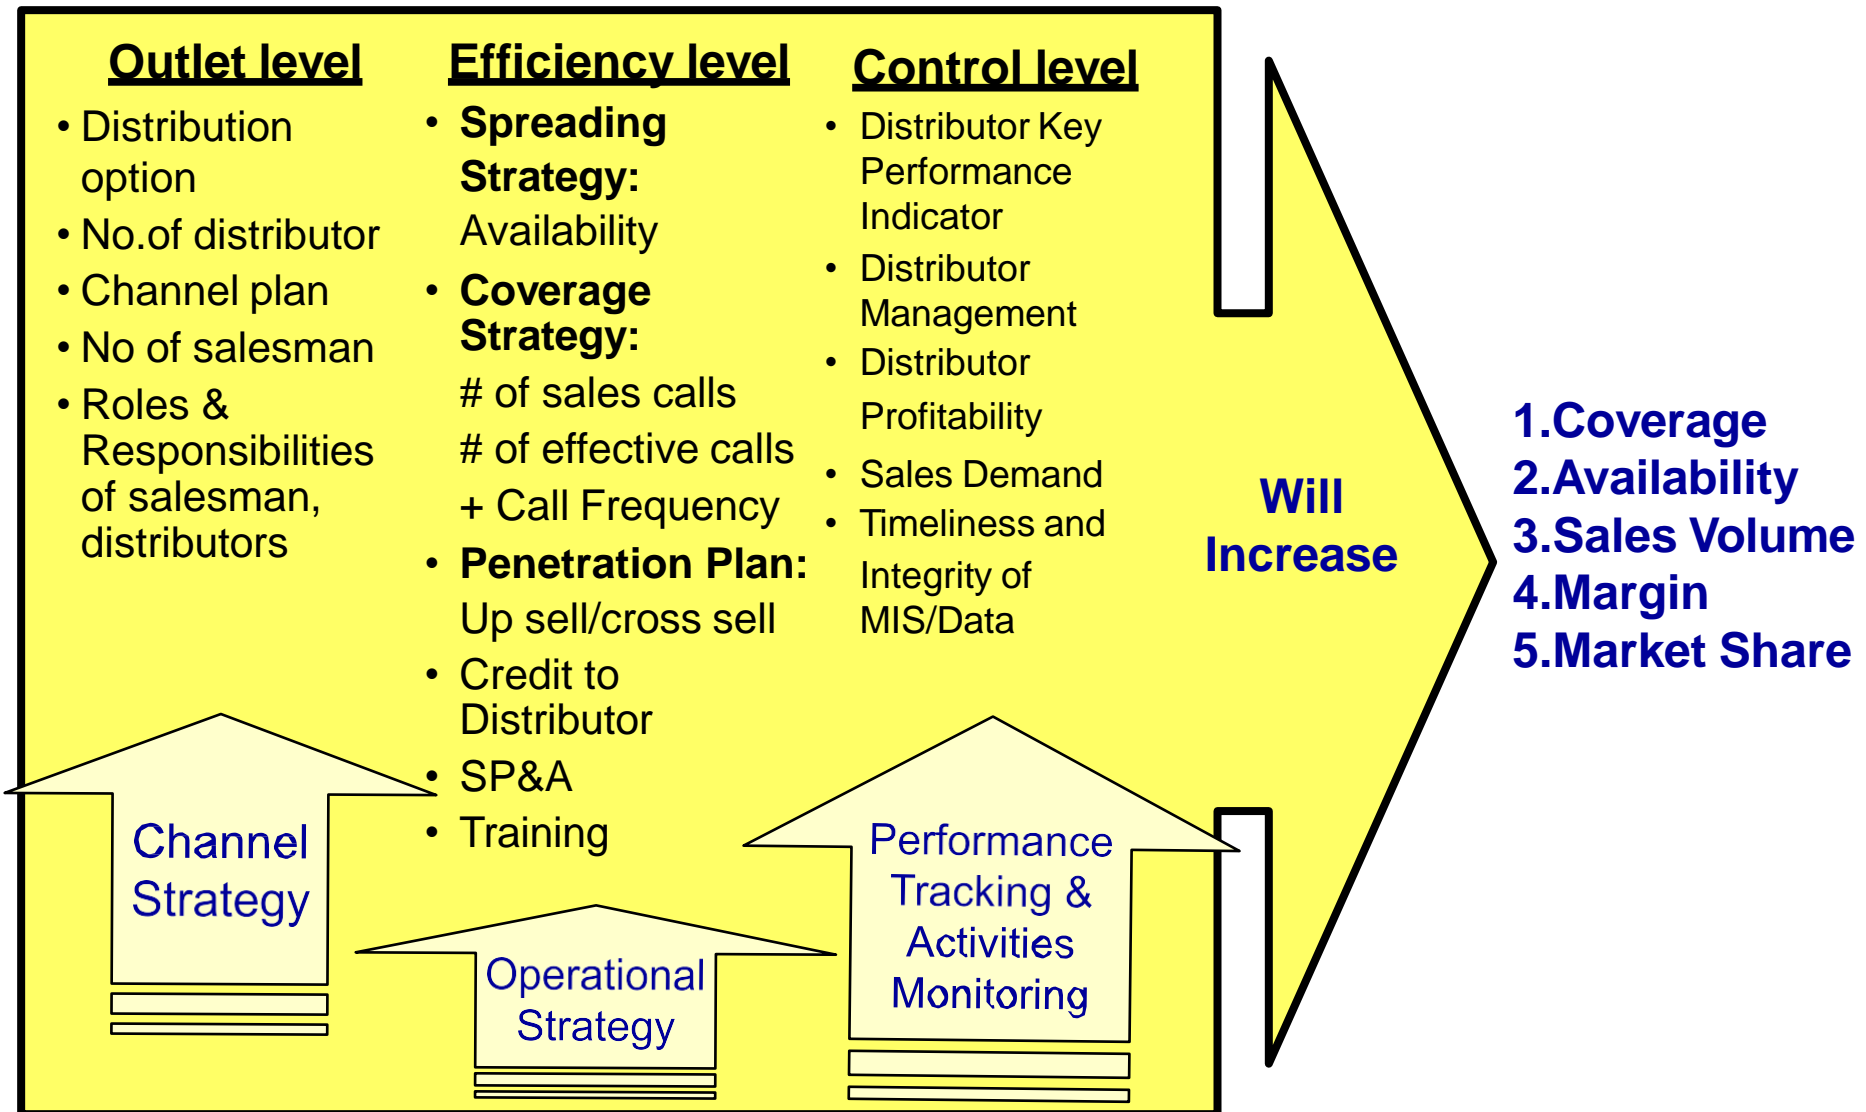 Outlet level
• Distribution
option
• No.of distributor
• Channel plan
• No of salesman
• Roles &
Responsibilities
of salesman,
distributors
Channel
Strategy
Efficiency level
• Spreading
Strategy:
Availability
• Coverage
Strategy:
# of sales calls
# of effective calls
+ Call Frequency
• Penetration Plan:
Up sell/cross sell
• Credit to
Distributor
• SP&A
• Training
Operational
Strategy
Control level
• Distributor Key
Performance
Indicator
• Distributor
Management
• Distributor
Profitability
• Sales Demand
• Timeliness and
Integrity of
MIS/Data
Performance
Tracking &
Activities
Monitoring
Will
Increase
1.Coverage
2.Availability
3.Sales Volume
4.Margin
5.Market Share